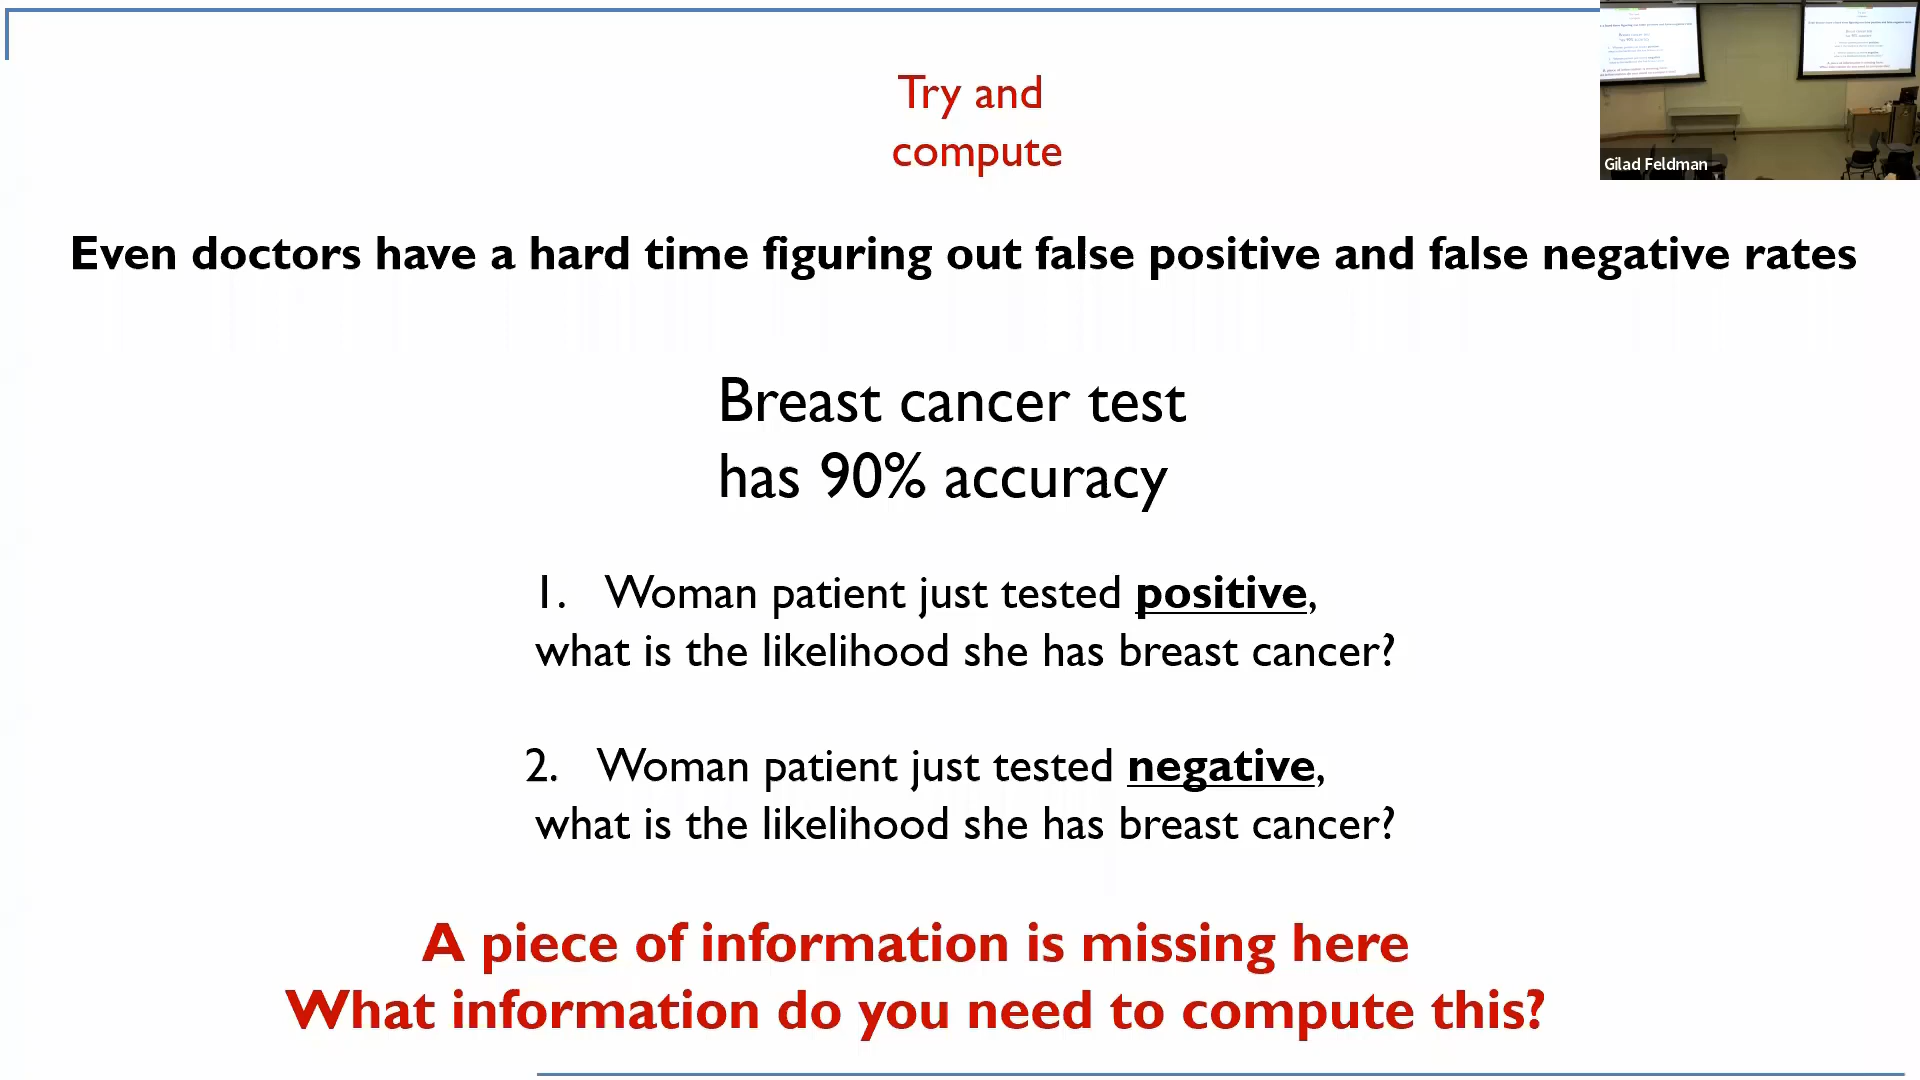 Try and
compute
Even doctors have a hard time figuring out false positive and false negative rates
Breast cancer test
has 90% accuracy
1. Woman patient just tested positive,
what is the likelihood she has breast cancer?
2. Woman patient just tested negative,
what is the likelihood she has breast cancer?
A piece of information is missing here
What information do you need to compute this?
Gilad Feldman